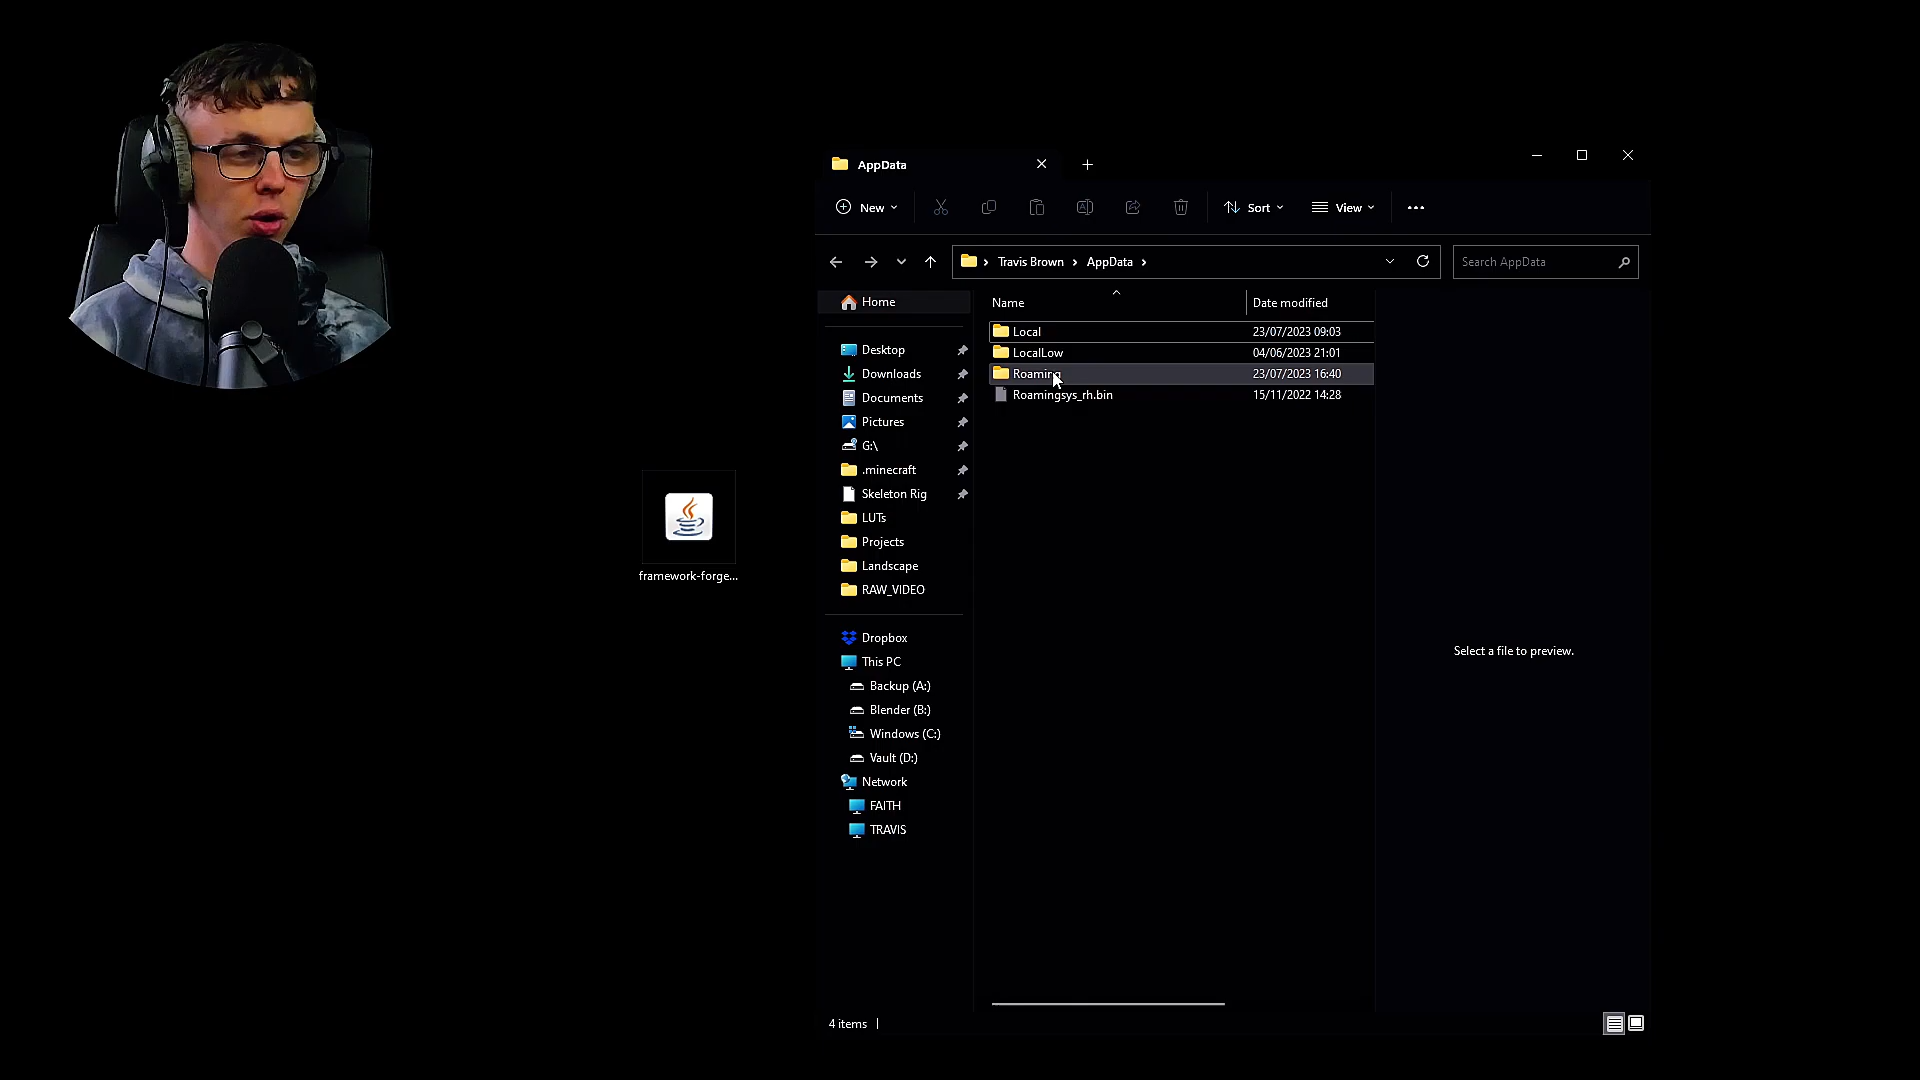 AppData
New
Sort
View
Travis Brown
AppData
Search AppData
Home
Desktop
Downloads
Documents
Pictures
G:\
.minecraft
Skeleton Rig
LUTs
Projects
Landscape
RAW_VIDEO
Dropbox
This PC
Backup (A:)
Blender (B:)
Windows (C:)
Vault (D:)
Network
FAITH
TRAVIS
Name Date modified
Local 23/07/2023 09:03
LocalLow 04/06/2023 21:01
Roaming 23/07/2023 16:40
Roamingsys_rh.bin 15/11/2022 14:28
Select a file to preview.
framework-forge...
4 items